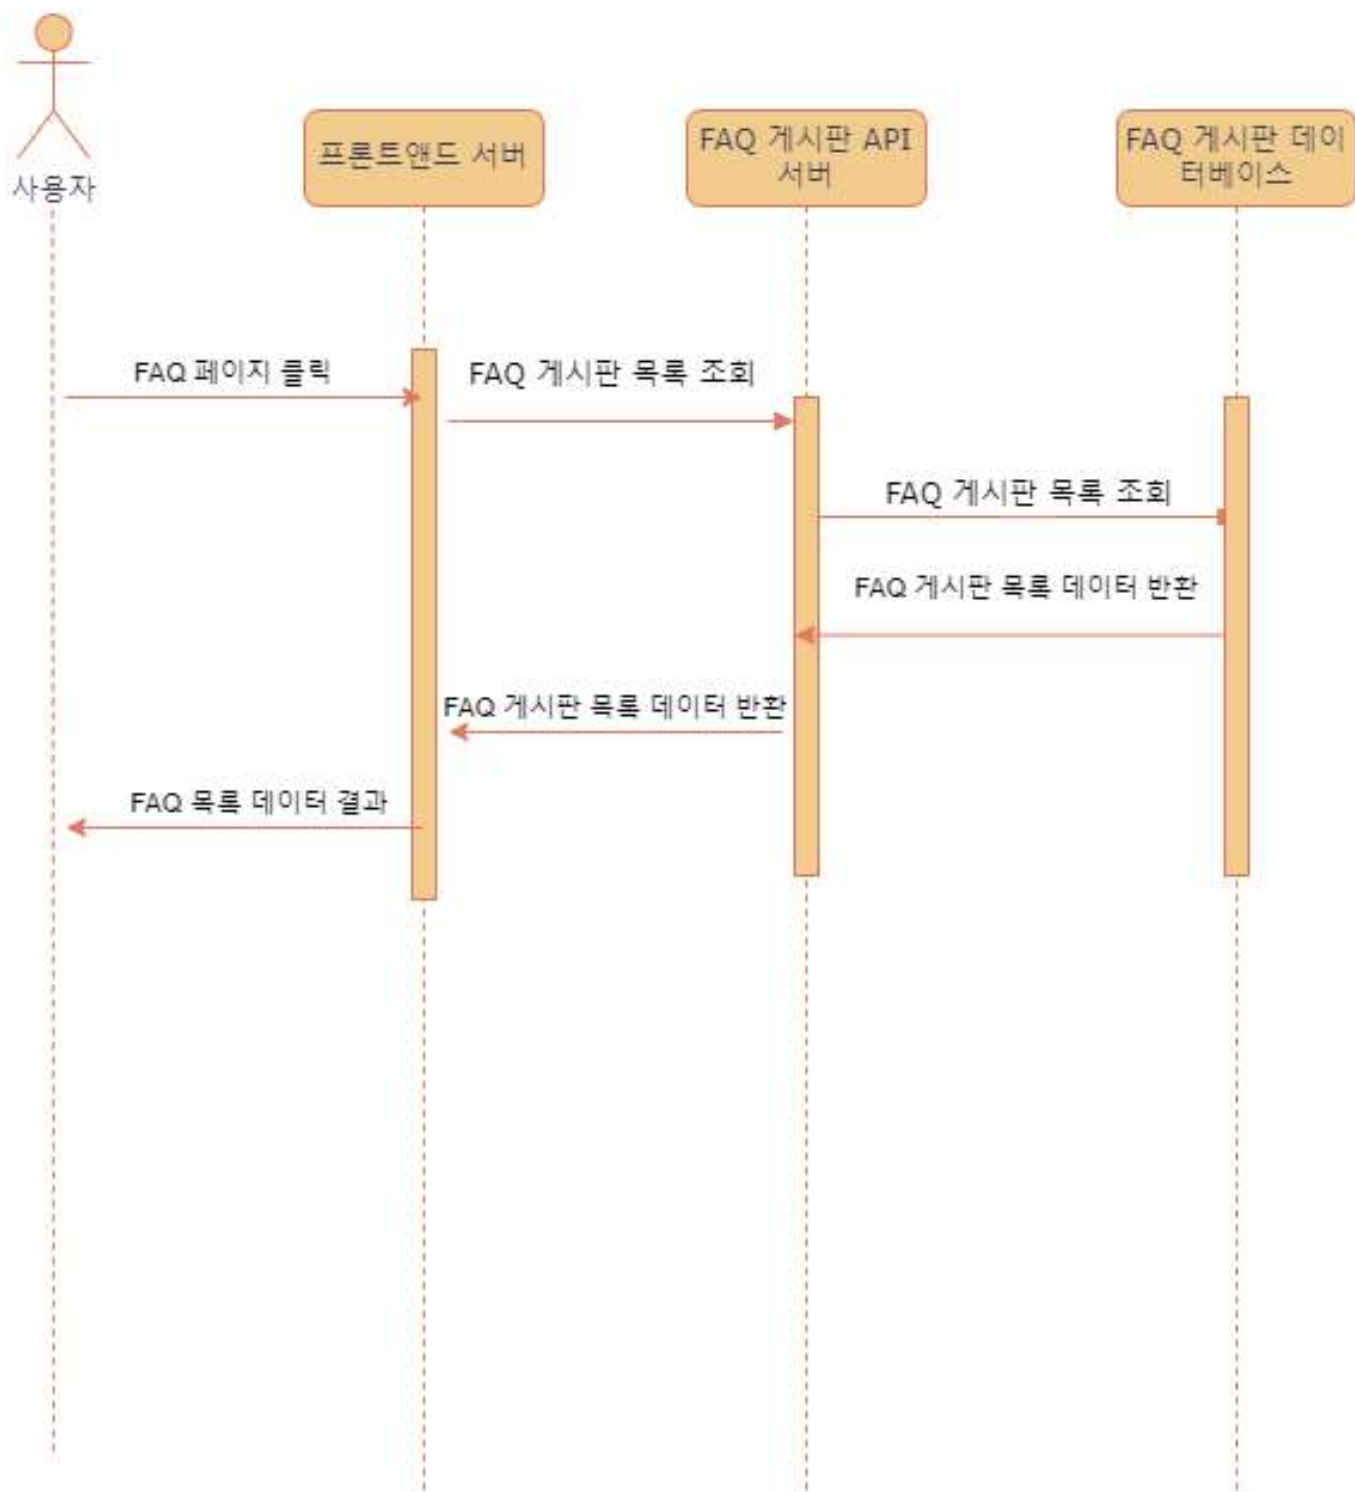 사용자
프론트앤드 서버
FAQ 게시판 API
서버
FAQ 게시판 데이
터베이스
FAQ 페이지 클릭
FAQ 게시판 목록 조회
FAQ 게시판 목록 조회
FAQ 게시판 목록 데이터 반환
FAQ 게시판 목록 데이터 반환
FAQ 목록 데이터 결과